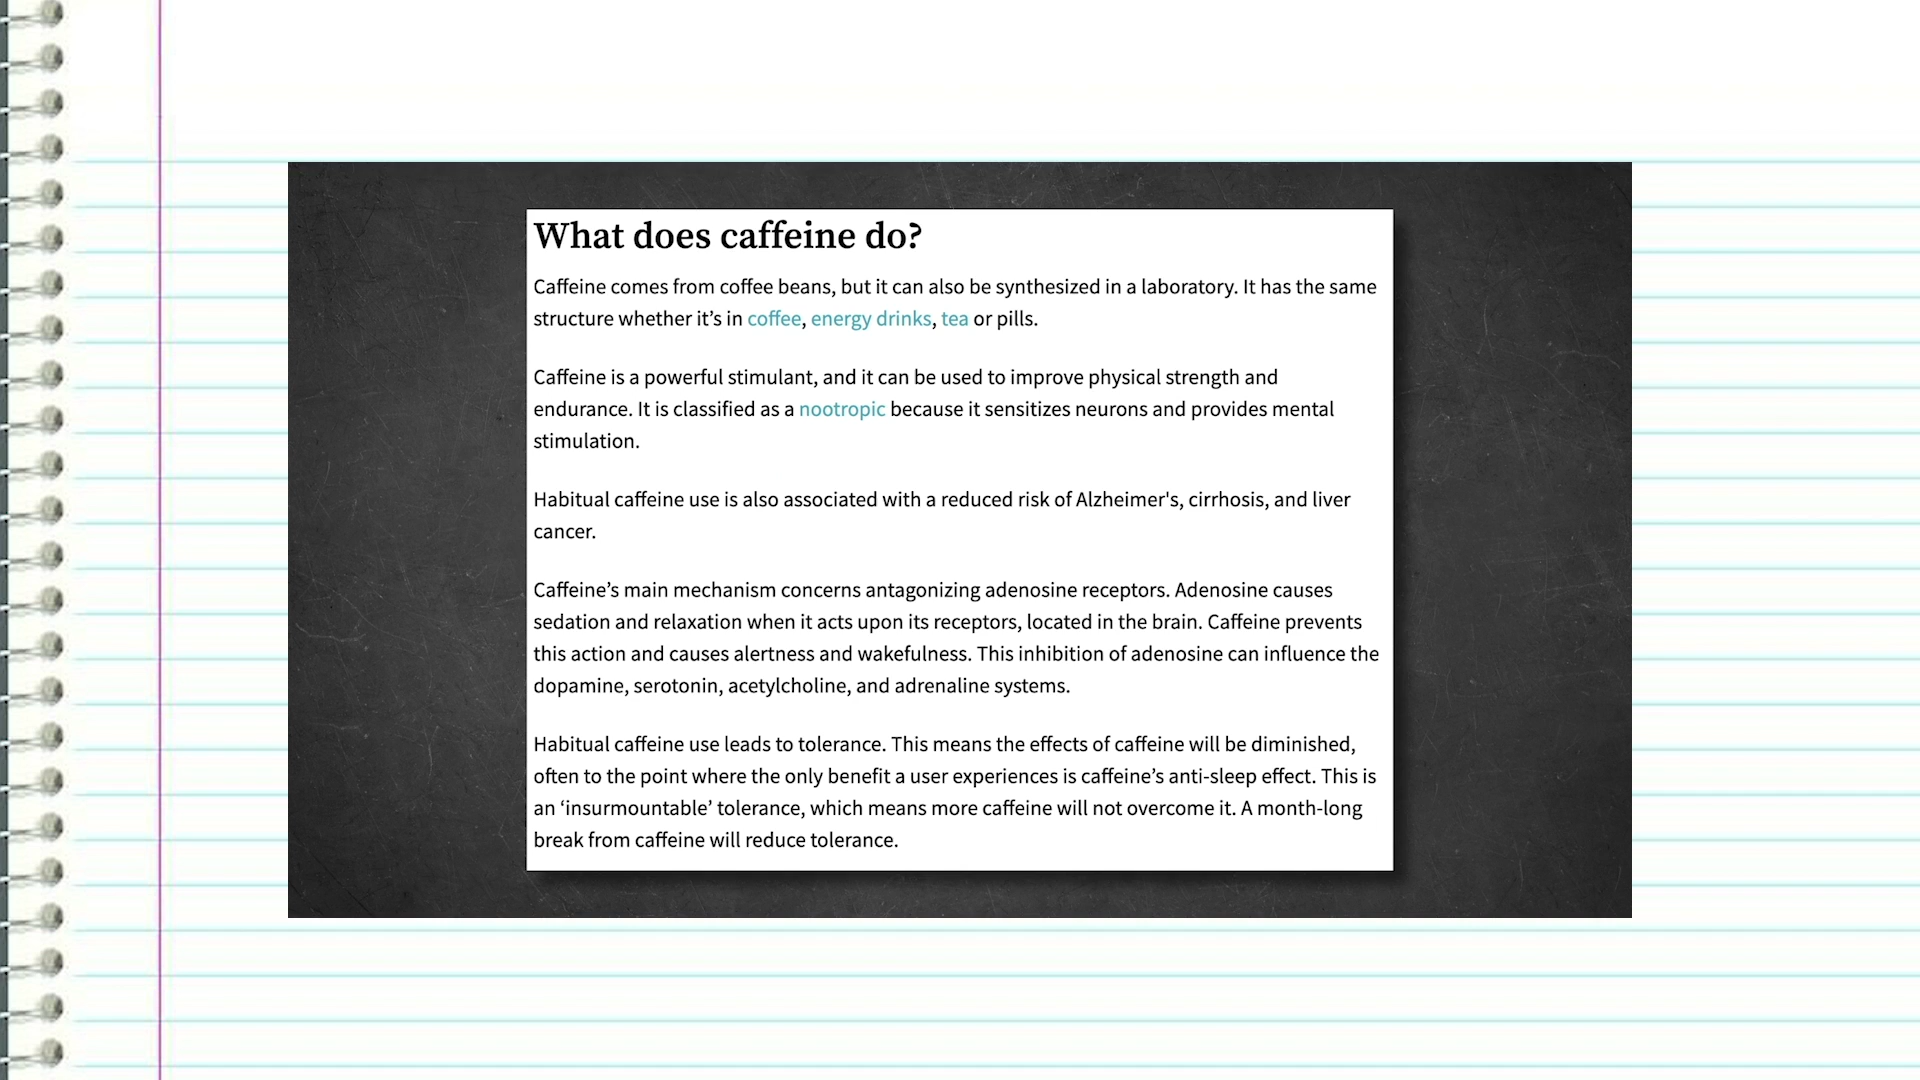 What does caffeine do?
Caffeine comes from coffee beans, but it can also be synthesized in a laboratory. It has the same
structure whether it’s in coffee, energy drinks, tea or pills.
Caffeine is a powerful stimulant, and it can be used to improve physical strength and
endurance. It is classified as a nootropic because it sensitizes neurons and provides mental
stimulation.
Habitual caffeine use is also associated with a reduced risk of Alzheimer's, cirrhosis, and liver
cancer.
Caffeine’s main mechanism concerns antagonizing adenosine receptors. Adenosine causes
sedation and relaxation when it acts upon its receptors, located in the brain. Caffeine prevents
this action and causes alertness and wakefulness. This inhibition of adenosine can influence the
dopamine, serotonin, acetylcholine, and adrenaline systems.
Habitual caffeine use leads to tolerance. This means the effects of caffeine will be diminished,
often to the point where the only benefit a user experiences is caffeine’s anti-sleep effect. This is
an ‘insurmountable’ tolerance, which means more caffeine will not overcome it. A month-long
break from caffeine will reduce tolerance.